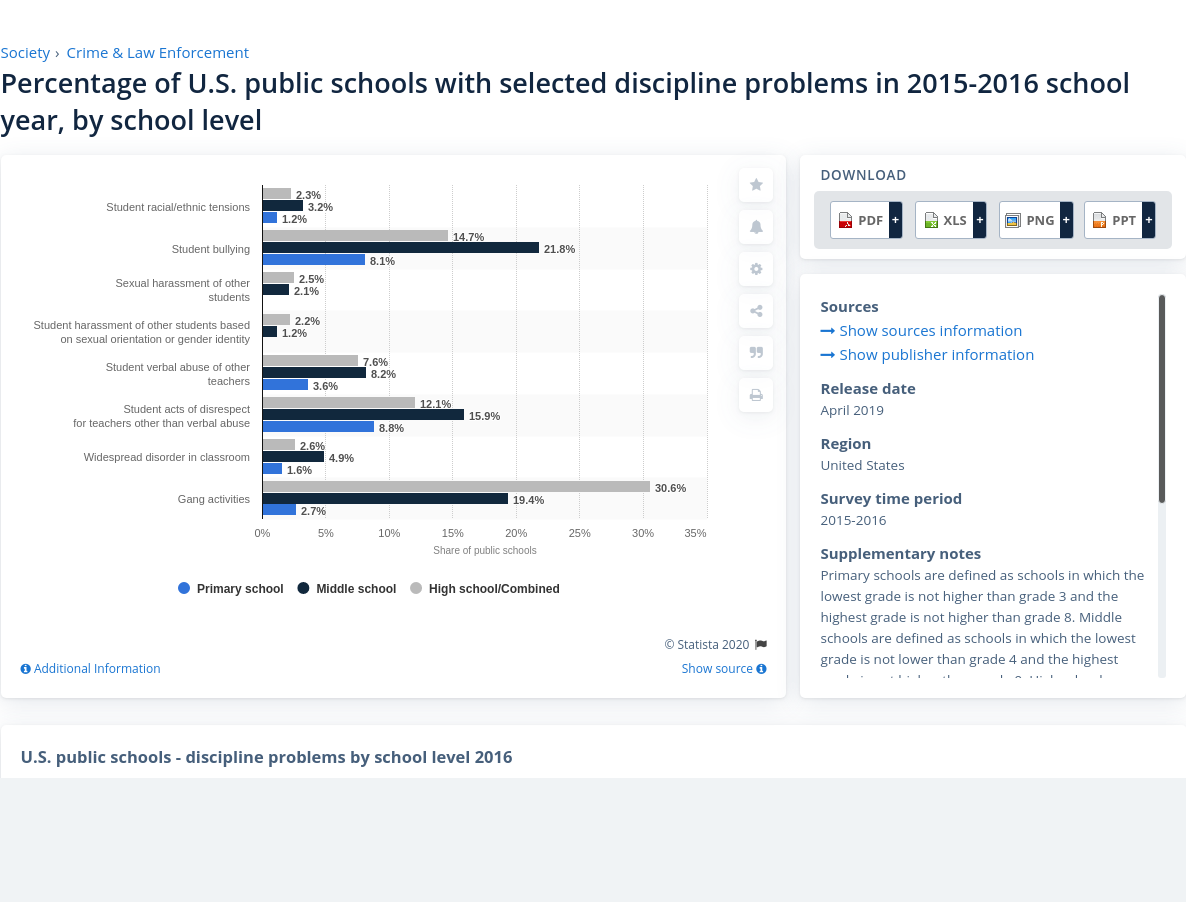 Society › Crime & Law Enforcement
Percentage of U.S. public schools with selected discipline problems in 2015-2016 school
year, by school level
Student racial/ethnic tensions
2.3%
3.2%
1.2%
Student bullying
14.7%
21.8%
8.1%
Sexual harassment of other
students
2.5%
2.1%
Student harassment of other students based
on sexual orientation or gender identity
2.2%
1.2%
Student verbal abuse of other
teachers
7.6%
8.2%
3.6%
Student acts of disrespect
for teachers other than verbal abuse
12.1%
15.9%
8.8%
Widespread disorder in classroom
2.6%
4.9%
1.6%
Gang activities
30.6%
19.4%
2.7%
0% 5% 10% 15% 20% 25% 30% 35%
Share of public schools
Primary school Middle school High school/Combined
© Statista 2020
Additional Information
Show source
DOWNLOAD
PDF + XLS + PNG + PPT +
Sources
Show sources information
Show publisher information
Release date
April 2019
Region
United States
Survey time period
2015-2016
Supplementary notes
Primary schools are defined as schools in which the
lowest grade is not higher than grade 3 and the
highest grade is not higher than grade 8. Middle
schools are defined as schools in which the lowest
grade is not lower than grade 4 and the highest
U.S. public schools - discipline problems by school level 2016